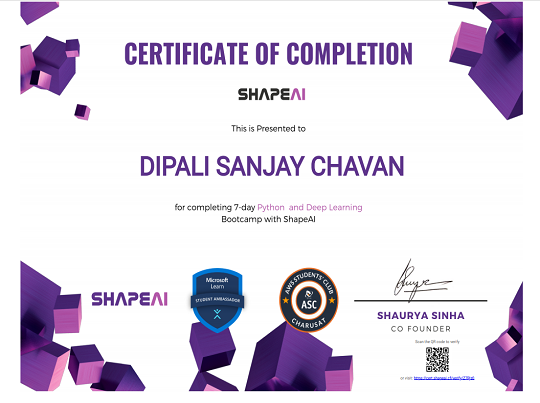 CERTIFICATE OF COMPLETION
SHAPEAI
This is Presented to
DIPALI SANJAY CHAVAN
for completing 7-day Python and Deep Learning
Bootcamp with ShapeAI
SHAPEAI
Microsoft
Learn
STUDENT AMBASSADOR
AWS STUDENTS' CLUB
ASC
CHARUSAT
SHAURYA SINHA
CO FOUNDER
Scan the QR code to verify
or visit: